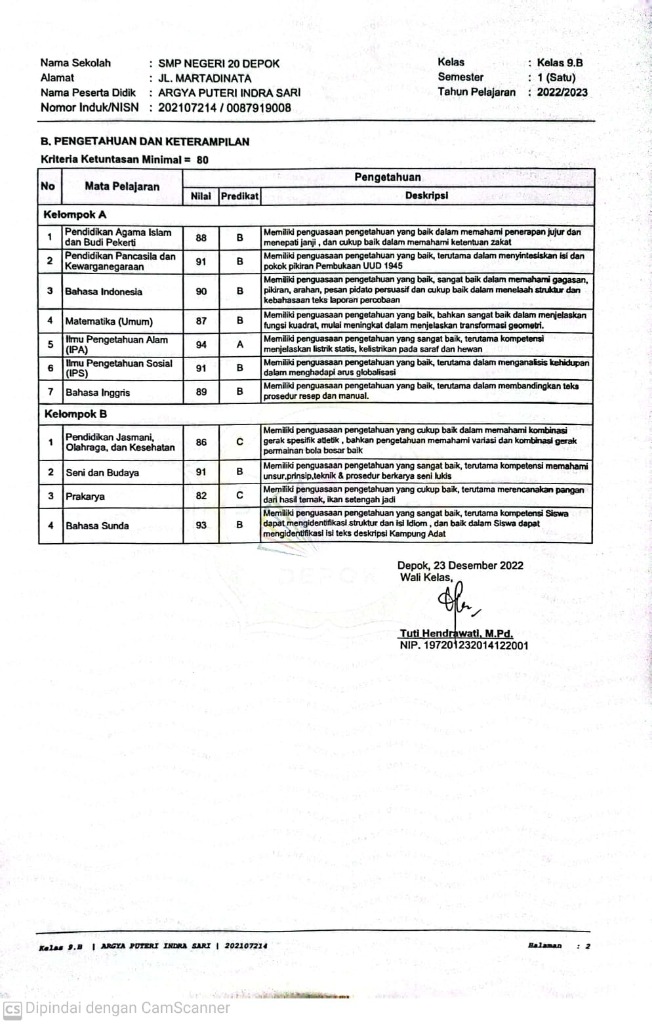 Nama Sekolah : SMP NEGERI 20 DEPOK Kelas : Kelas 9.B
Alamat : JL. MARTADINATA Semester : 1 (Satu)
Nama Peserta Didik : ARGYA PUTERI INDRA SARI Tahun Pelajaran : 2022/2023
Nomor Induk/NISN : 202107214 / 0087919008
B. PENGETAHUAN DAN KETERAMPILAN
Kriteria Ketuntasan Minimal = 80
No Mata Pelajaran Pengetahuan
Nilai Predikat Deskripsi
Kelompok A
1 Pendidikan Agama Islam dan Budi Pekerti 88 B Memiliki penguasaan pengetahuan yang baik dalam memahami penerapan jujur dan
menepati janji , dan cukup baik dalam memahami ketentuan zakat
2 Pendidikan Pancasila dan Kewarganegaraan 91 B Memiliki penguasaan pengetahuan yang baik, terutama dalam menyintesiskan isi dan
pokok pikiran Pembukaan UUD 1945
3 Bahasa Indonesia 90 B Memiliki penguasaan pengetahuan yang baik, sangat baik dalam memahami gagasan,
pikiran, arahan, pesan pidato persuasif dan cukup baik dalam menelaah struktur dan
kebahasaan teks laporan percobaan
4 Matematika (Umum) 87 B Memiliki penguasaan pengetahuan yang baik, bahkan sangat baik dalam menjelaskan
fungsi kuadrat, mulai meningkat dalam menjelaskan transformasi geometri.
5 Ilmu Pengetahuan Alam (IPA) 94 A Memiliki penguasaan pengetahuan yang sangat baik, terutama kompetensi
menjelaskan listrik statis, kelistrikan pada saraf dan hewan
6 Ilmu Pengetahuan Sosial (IPS) 91 B Memiliki penguasaan pengetahuan yang baik, terutama dalam menganalisis kehidupan
dalam menghadapi arus globalisasi
7 Bahasa Inggris 89 B Memiliki penguasaan pengetahuan yang baik, terutama dalam membandingkan teks
prosedur resep dan manual.
Kelompok B
1 Pendidikan Jasmani, Olahraga, dan Kesehatan 86 C Memiliki penguasaan pengetahuan yang cukup baik dalam memahami kombinasi
gerak spesifik atletik , bahkan pengetahuan memahami variasi dan kombinasi gerak
permainan bola bosar baik
2 Seni dan Budaya 91 B Memiliki penguasaan pengetahuan yang sangat baik, terutama kompetensi memahami
unsur,prinsip,teknik & prosedur berkarya seni lukis
3 Prakarya 82 C Memiliki penguasaan pengetahuan yang cukup baik, terutama merencanakan pangan
dari hasil ternak, ikan setengah jadi
4 Bahasa Sunda 93 B Memiliki penguasaan pengetahuan yang sangat baik, terutama kompetensi Siswa
dapat mengidentifikasi struktur dan isi Idiom , dan baik dalam Siswa dapat
mengidentifikasi isi teks deskripsi Kampung Adat
DEPOK
Depok, 23 Desember 2022
Wali Kelas,
Tuti Hendrawati, M.Pd.
NIP. 197201232014122001
Kelas 9.B | ARGYA PUTERI INDRA SARI | 202107214 Halaman : 2
CS Dipindai dengan CamScanner